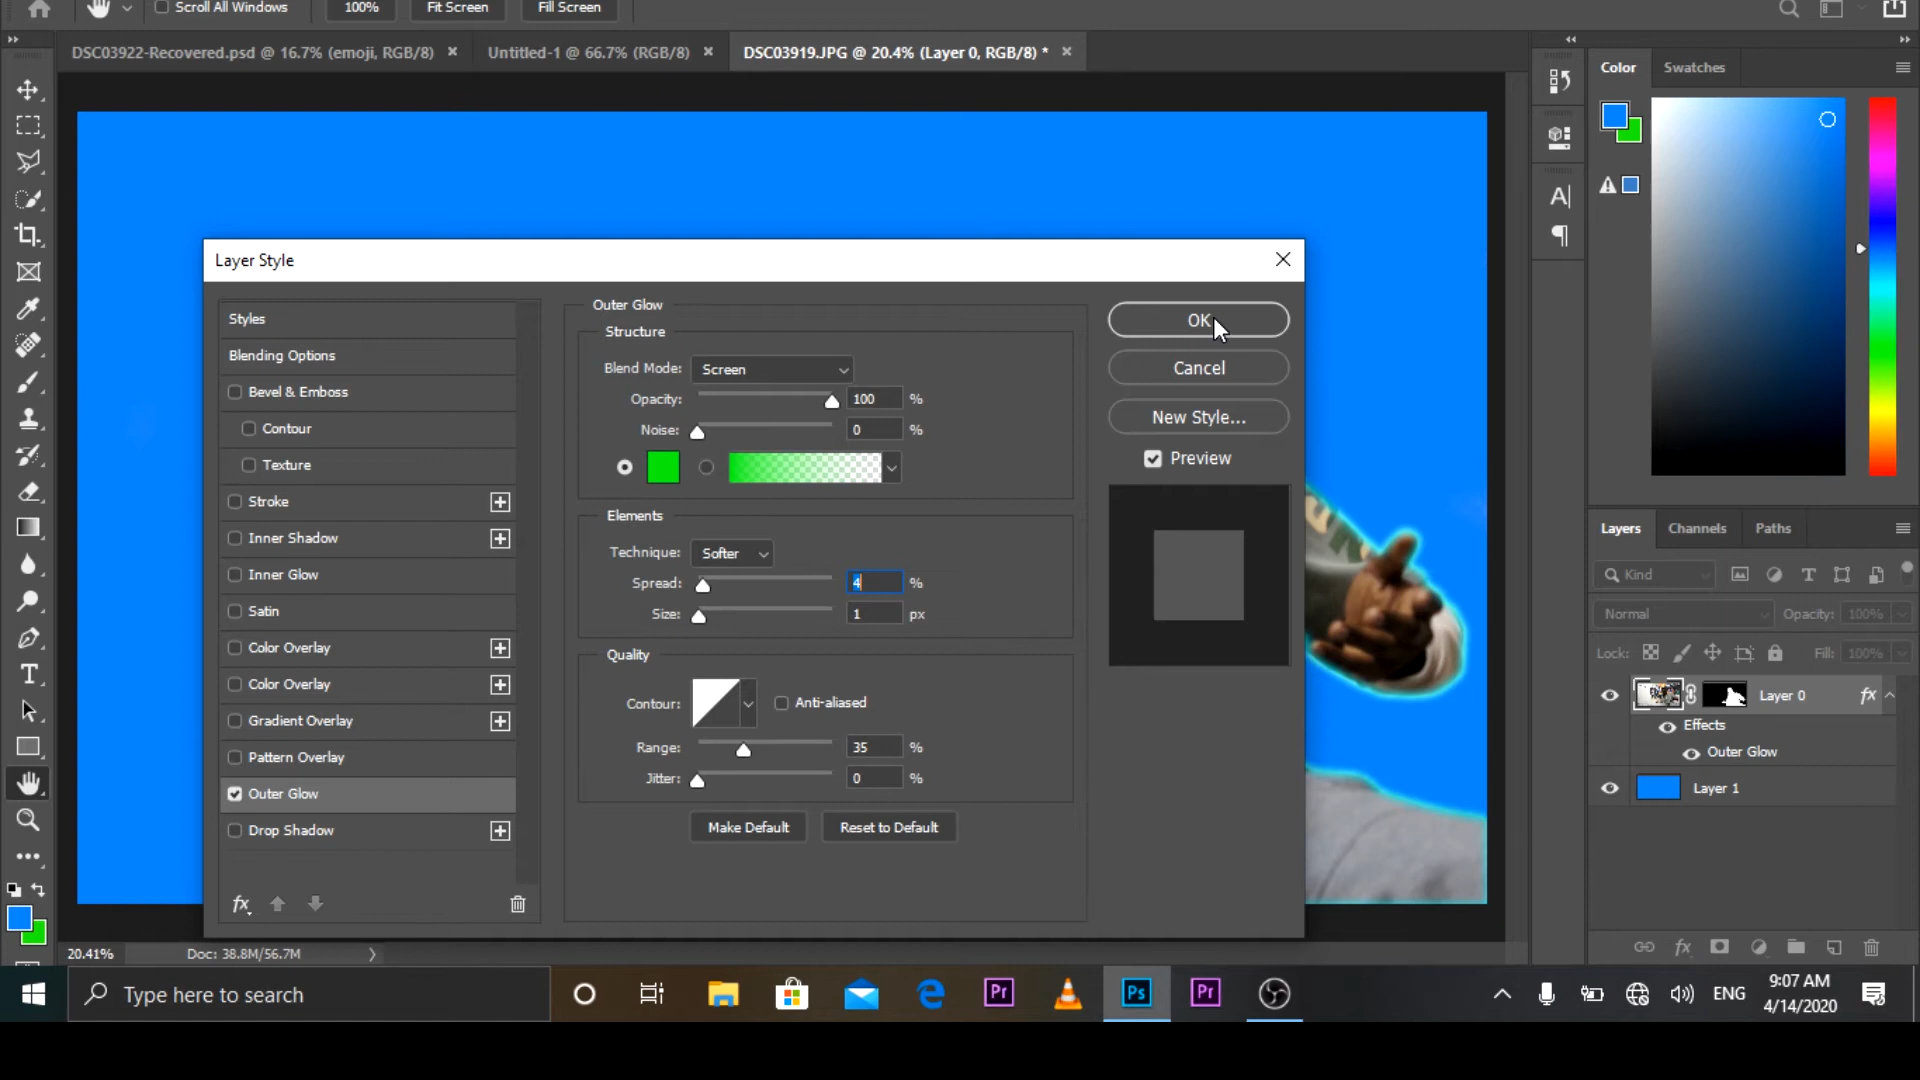 Scroll All Windows 100% Fit Screen Fill Screen
DSC03922-Recovered.psd @ 16.7% (emoji, RGB/8) × Untitled-1 @ 66.7% (RGB/8) × DSC03919.JPG @ 20.4% (Layer 0, RGB/8) * ×
Color Swatches
Layer Style
Styles
Blending Options
Bevel & Emboss
Contour
Texture
Stroke
Inner Shadow
Inner Glow
Satin
Color Overlay
Color Overlay
Gradient Overlay
Pattern Overlay
Outer Glow
Drop Shadow
fx
Outer Glow
Structure
Blend Mode: Screen
Opacity: 100 %
Noise: 0 %
Elements
Technique: Softer
Spread: 4 %
Size: 1 px
Quality
Contour: Anti-aliased
Range: 35 %
Jitter: 0 %
Make Default Reset to Default
OK
Cancel
New Style...
Preview
Layers Channels Paths
Kind
Normal Opacity: 100%
Lock: Fill: 100%
Layer 0 fx
Effects
Outer Glow
Layer 1
fx
20.41% Doc: 38.8M/56.7M
Type here to search
Pr Ps Pr
ENG
9:07 AM
4/14/2020